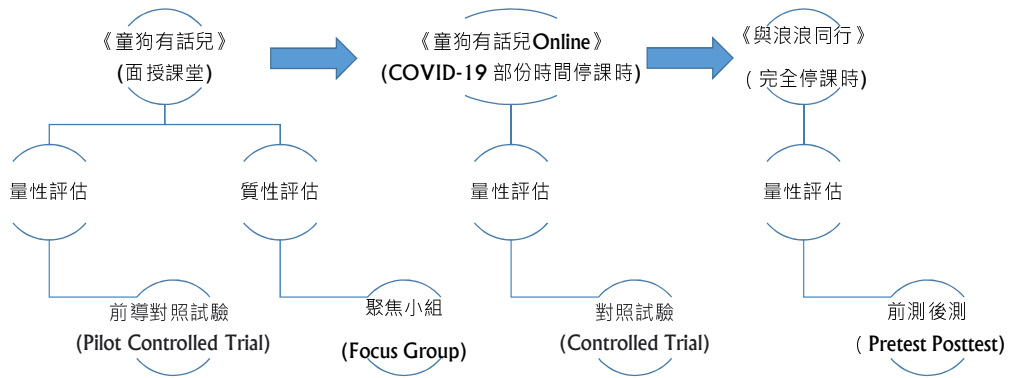 《童狗有話兒》
(面授課堂)
《童狗有話兒Online》
(COVID-19 部份時間停課時)
《與浪浪同行》
(完全停課時)
量性評估
質性評估
量性評估
量性評估
前導對照試驗
(Pilot Controlled Trial)
聚焦小組
(Focus Group)
對照試驗
(Controlled Trial)
前測後測
( Pretest Posttest)